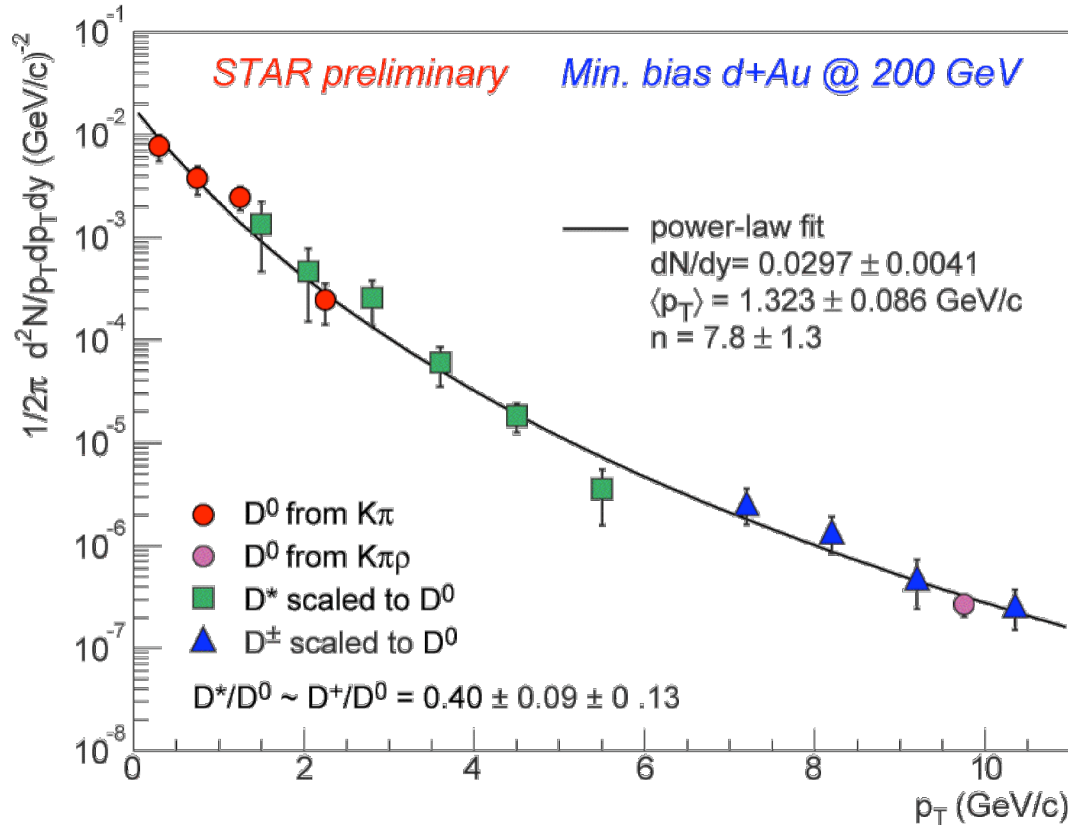 STAR preliminary Min. bias d+Au @ 200 GeV
1/2π d²N/p_Tdp_Tdy (GeV/c)⁻²
10⁻¹
10⁻²
10⁻³
10⁻⁴
10⁻⁵
10⁻⁶
10⁻⁷
10⁻⁸
power-law fit
dN/dy= 0.0297 ± 0.0041
⟨p_T⟩ = 1.323 ± 0.086 GeV/c
n = 7.8 ± 1.3
D⁰ from Kπ
D⁰ from Kπρ
D* scaled to D⁰
D± scaled to D⁰
D*/D⁰ ~ D⁺/D⁰ = 0.40 ± 0.09 ± 0 .13
0 2 4 6 8 10
p_T (GeV/c)